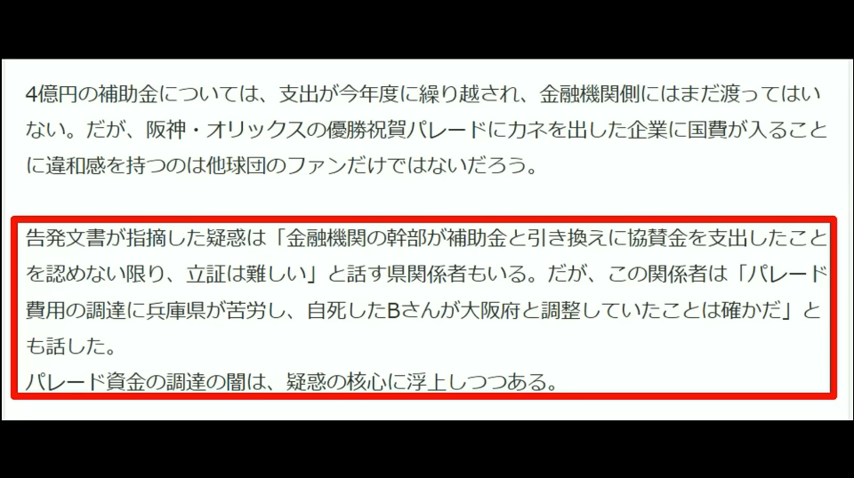 4億円の補助金については、支出が今年度に繰り越され、金融機関側にはまだ渡ってはい
ない。だが、阪神・オリックスの優勝祝賀パレードにカネを出した企業に国費が入ること
に違和感を持つのは他球団のファンだけではないだろう。
告発文書が指摘した疑惑は「金融機関の幹部が補助金と引き換えに協賛金を支出したこと
を認めない限り、立証は難しい」と話す県関係者もいる。だが、この関係者は「パレード
費用の調達に兵庫県が苦労し、自死したBさんが大阪府と調整していたことは確かだ」と
も話した。
パレード資金の調達の闇は、疑惑の核心に浮上しつつある。